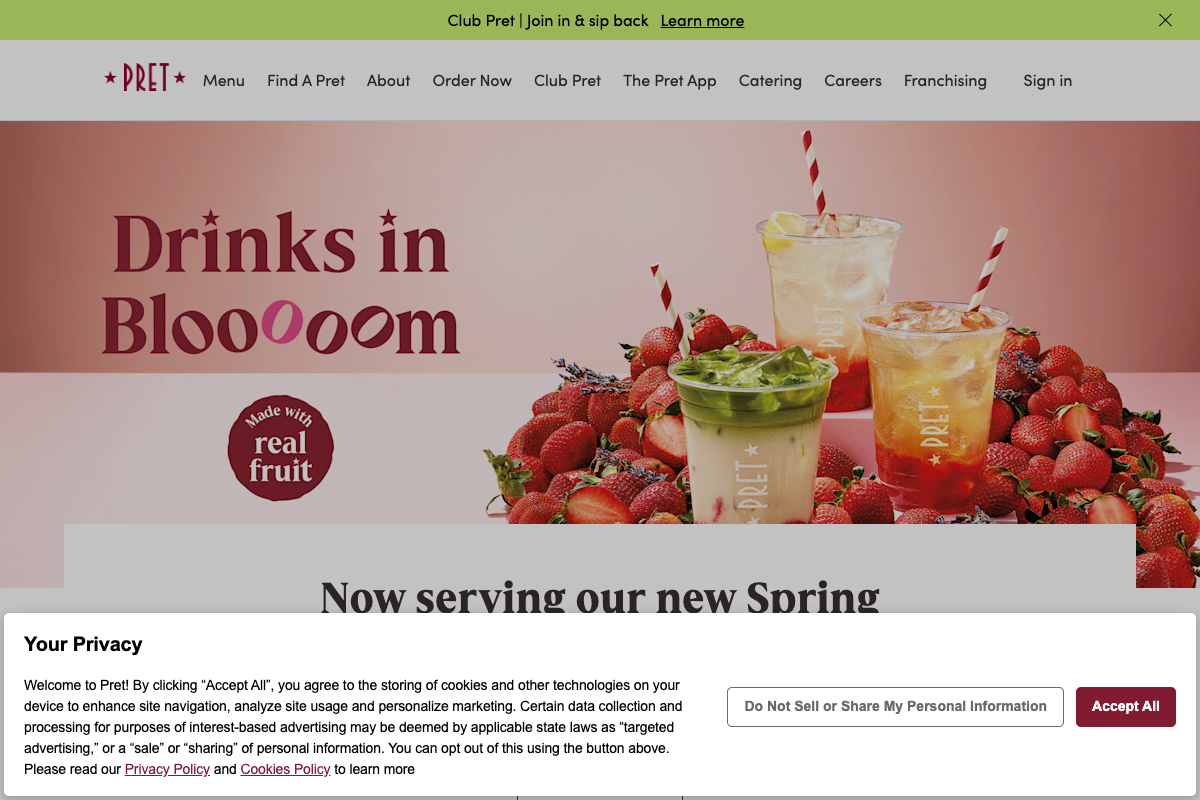 Club Pret | Join in & sip back Learn more
PRET Menu Find A Pret About Order Now Club Pret The Pret App Catering Careers Franchising Sign in
Drinks in
Blooooom
Made with
real
fruit
PRET
PRET
PRET
Now serving our new Spring
Your Privacy
Welcome to Pret! By clicking “Accept All”, you agree to the storing of cookies and other technologies on your
device to enhance site navigation, analyze site usage and personalize marketing. Certain data collection and
processing for purposes of interest-based advertising may be deemed by applicable state laws as “targeted
advertising,” or a “sale” or “sharing” of personal information. You can opt out of this using the button above.
Please read our Privacy Policy and Cookies Policy to learn more
Do Not Sell or Share My Personal Information
Accept All